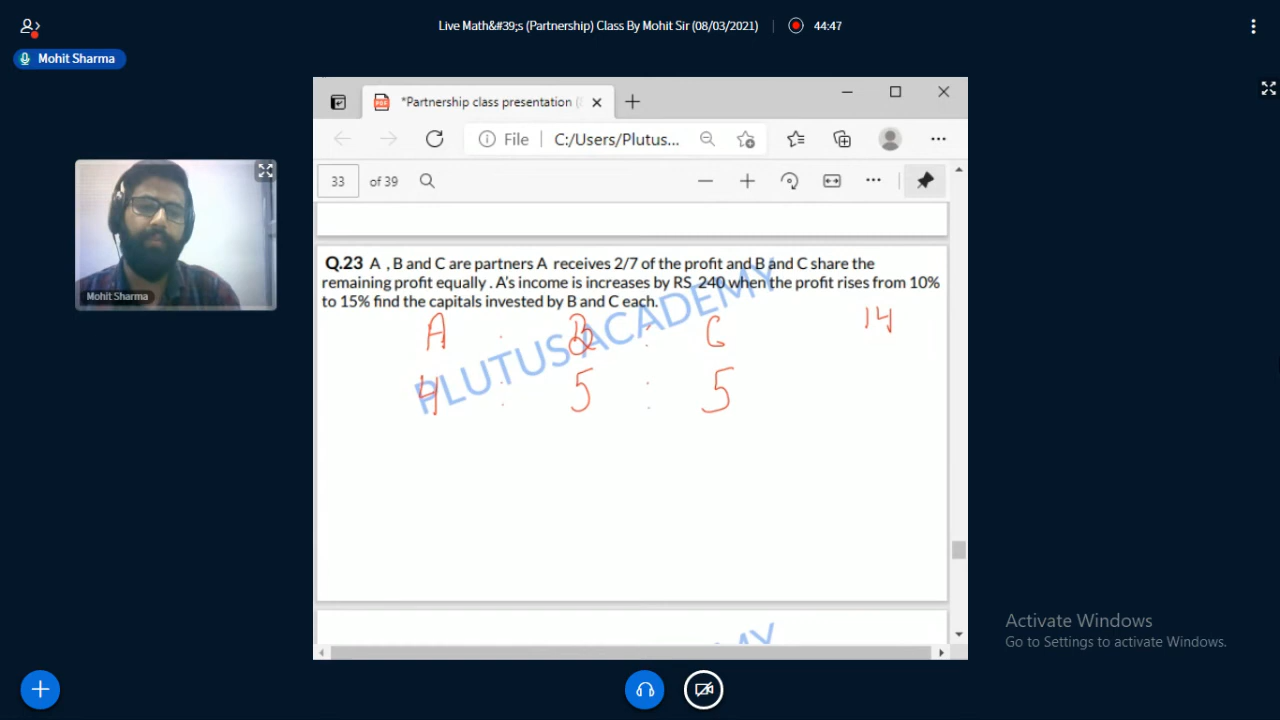 Live Math&#39;s (Partnership) Class By Mohit Sir (08/03/2021) | 44:47
Mohit Sharma
*Partnership class presentation (
File | C:/Users/Plutus...
33 of 39
Mohit Sharma
Q.23 A , B and C are partners A receives 2/7 of the profit and B and C share the
remaining profit equally . A's income is increases by RS 240 when the profit rises from 10%
to 15% find the capitals invested by B and C each.
A : B : C 14
4 : 5 : 5
PLUTUS ACADEMY
MY
Activate Windows
Go to Settings to activate Windows.